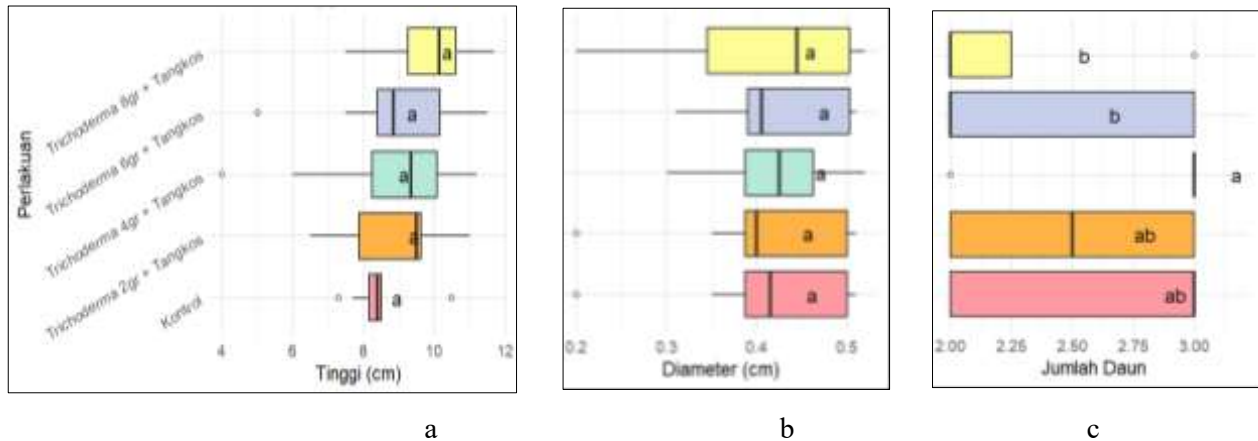 Perlakuan
Trichoderma 8gr + Tangkos
Trichoderma 6gr + Tangkos
Trichoderma 4gr + Tangkos
Trichoderma 2gr + Tangkos
Kontrol
a
a
a
a
a
4 6 8 10 12
Tinggi (cm)
a
a
a
a
a
0.2 0.3 0.4 0.5
Diameter (cm)
b
b
a
ab
ab
2.00 2.25 2.50 2.75 3.00
Jumlah Daun
a b c